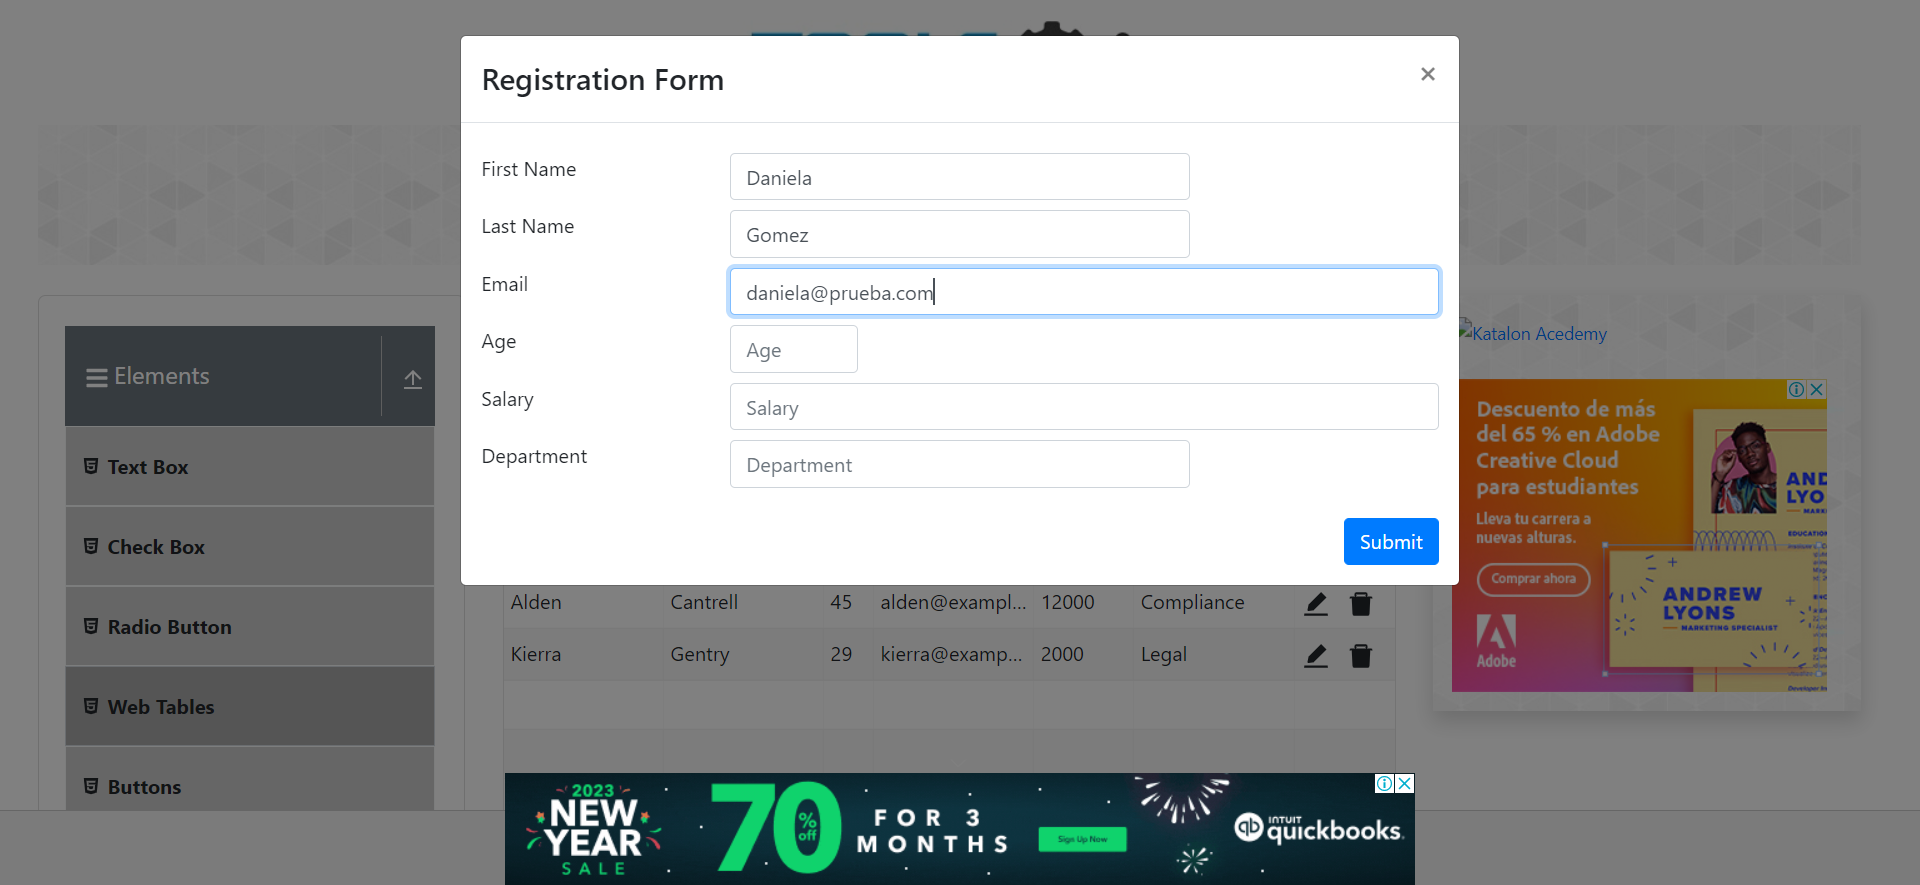 Registration Form
×
First Name
Daniela
Last Name
Gomez
Email
daniela@prueba.com
Age
Age
Salary
Salary
Department
Department
Submit
Elements
Text Box
Check Box
Radio Button
Web Tables
Buttons
Alden Cantrell 45 alden@exampl... 12000 Compliance
Kierra Gentry 29 kierra@examp... 2000 Legal
Katalon Acedemy
Descuento de más
del 65 % en Adobe
Creative Cloud
para estudiantes
Lleva tu carrera a
nuevas alturas.
Comprar ahora
Adobe
ANDREW
LYONS
MARKETING SPECIALIST
2023
NEW
YEAR
SALE
70% off
FOR 3
MONTHS
Sign Up Now
INTUIT
quickbooks.